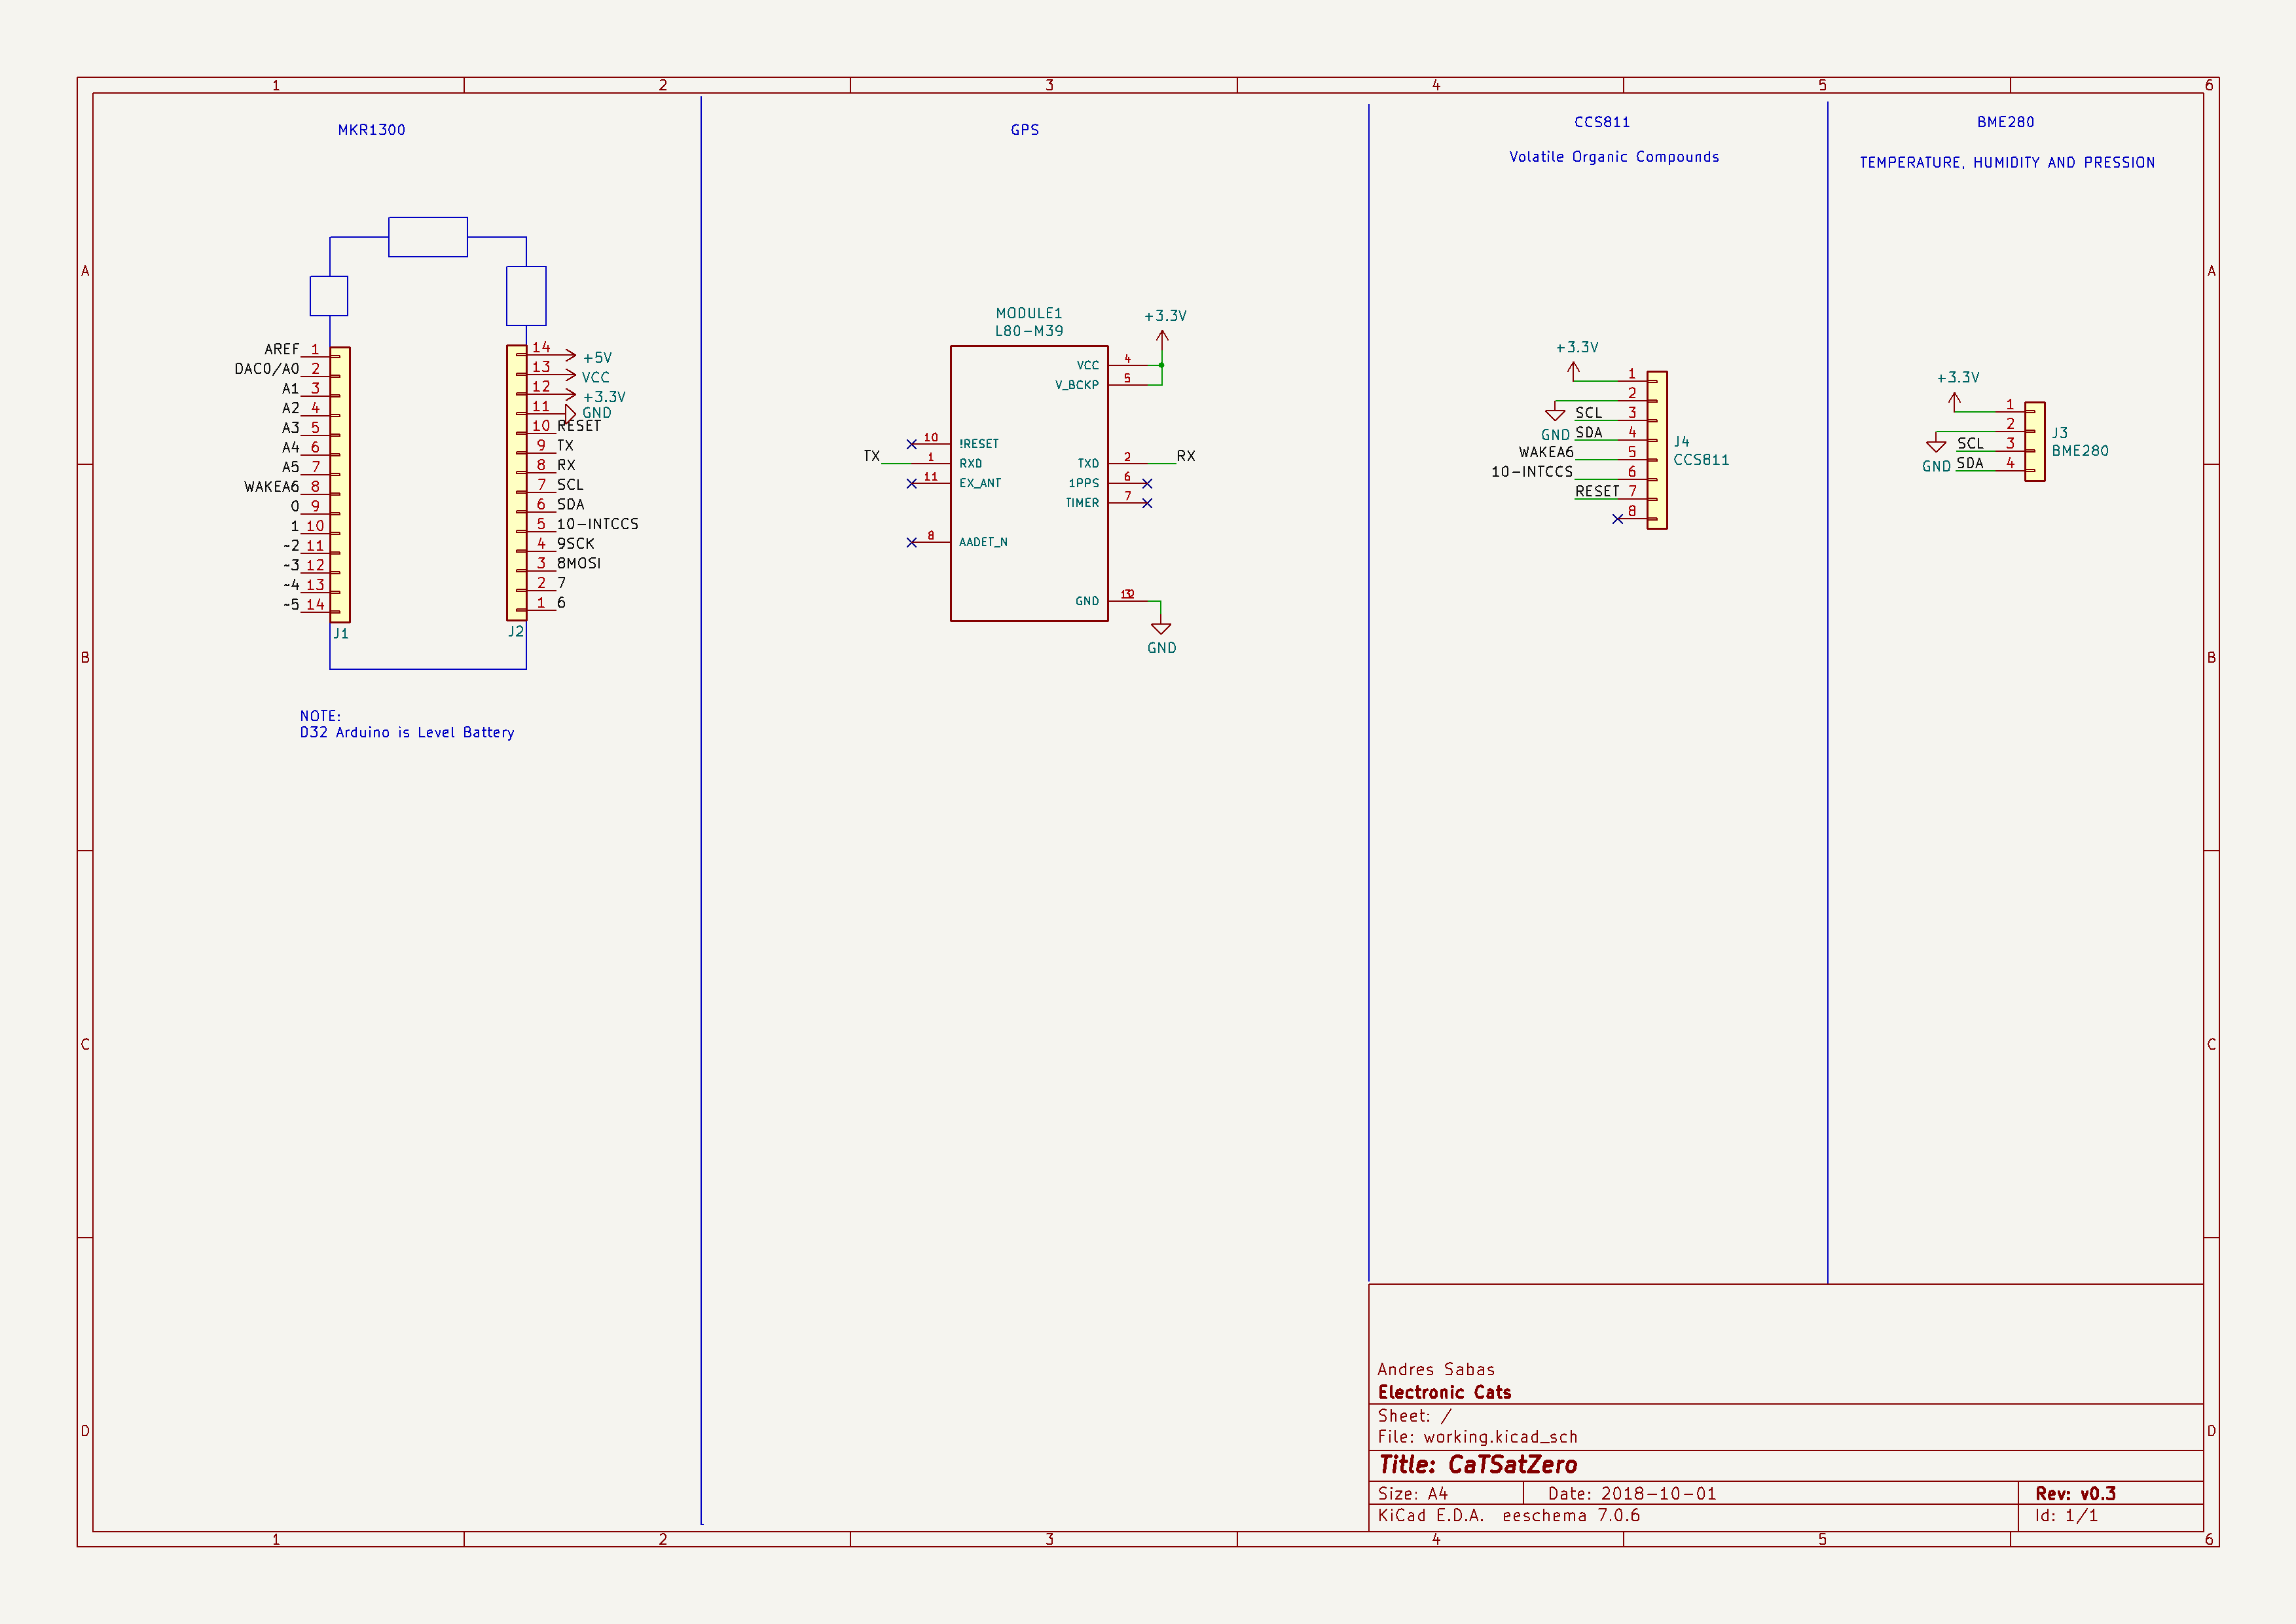 1 2 3 4 5 6
MKR1300
GPS
CCS811
Volatile Organic Compounds
BME280
TEMPERATURE, HUMIDITY AND PRESSION
A A
B B
C C
D D
AREF 1
DAC0/A0 2
A1 3
A2 4
A3 5
A4 6
A5 7
WAKEA6 8
0 9
1 10
~2 11
~3 12
~4 13
~5 14
J1
14 +5V
13 VCC
12 +3.3V
11 GND
10 RESET
9 TX
8 RX
7 SCL
6 SDA
5 10-INTCCS
4 9SCK
3 8MOSI
2 7
1 6
J2
NOTE:
D32 Arduino is Level Battery
MODULE1
L80-M39
+3.3V
VCC 4
V_BCKP 5
10 !RESET
TX 1 RXD
11 EX_ANT
8 AADET_N
TXD 2 RX
1PPS 6
TIMER 7
GND
GND
+3.3V
1
2
GND
SCL 3
SDA 4
WAKEA6 5
10-INTCCS 6
RESET 7
8
J4
CCS811
+3.3V
1
2
GND
SCL 3
SDA 4
J3
BME280
Andres Sabas
Electronic Cats
Sheet: /
File: working.kicad_sch
Title: CaTSatZero
Size: A4 Date: 2018-10-01 Rev: v0.3
KiCad E.D.A. eeschema 7.0.6 Id: 1/1
1 2 3 4 5 6